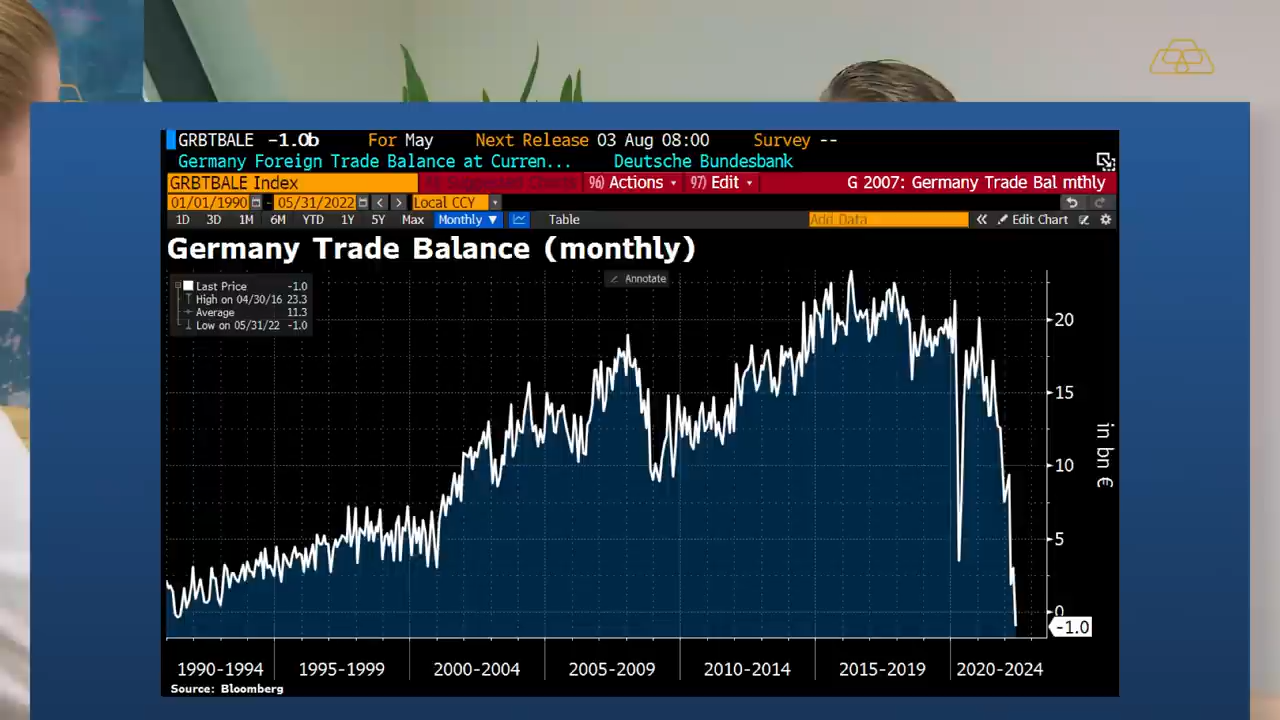 GRBTBALE -1.0b For May Next Release 03 Aug 08:00 Survey --
Germany Foreign Trade Balance at Curren... Deutsche Bundesbank
GRBTBALE Index 95) Suggested Charts 96) Actions 97) Edit G 2007: Germany Trade Bal mthly
01/01/1990 - 05/31/2022 Local CCY
1D 3D 1M 6M YTD 1Y 5Y Max Monthly ▼ Table Add Data « Edit Chart
Germany Trade Balance (monthly)
Annotate
Last Price -1.0
High on 04/30/16 23.3
Average 11.3
Low on 05/31/22 -1.0
20
15
10
5
0
-1.0
in bn €
1990-1994 1995-1999 2000-2004 2005-2009 2010-2014 2015-2019 2020-2024
Source: Bloomberg